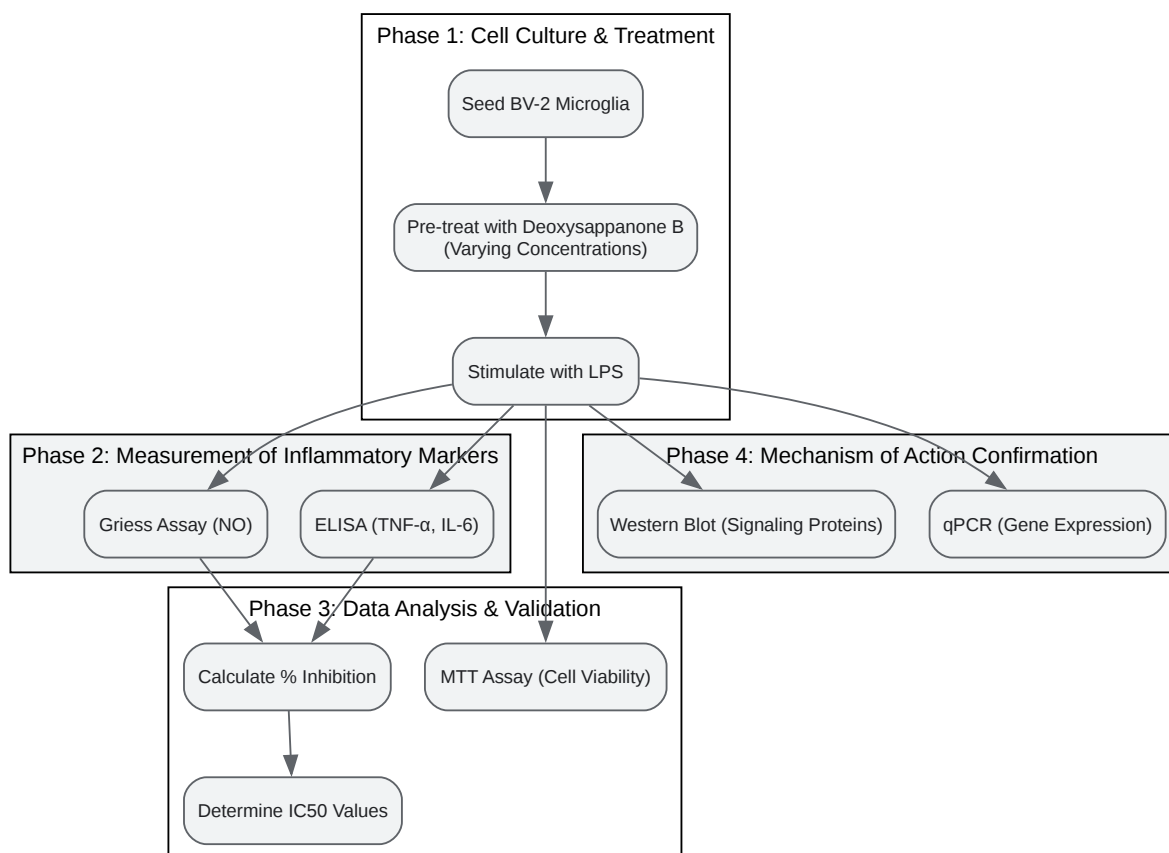 Phase 1: Cell Culture & Treatment
Seed BV-2 Microglia
Pre-treat with Deoxysappanone B
(Varying Concentrations)
Stimulate with LPS
Phase 2: Measurement of Inflammatory Markers
Griess Assay (NO)
ELISA (TNF-α, IL-6)
Phase 4: Mechanism of Action Confirmation
Western Blot (Signaling Proteins)
qPCR (Gene Expression)
Phase 3: Data Analysis & Validation
Calculate % Inhibition
MTT Assay (Cell Viability)
Determine IC50 Values